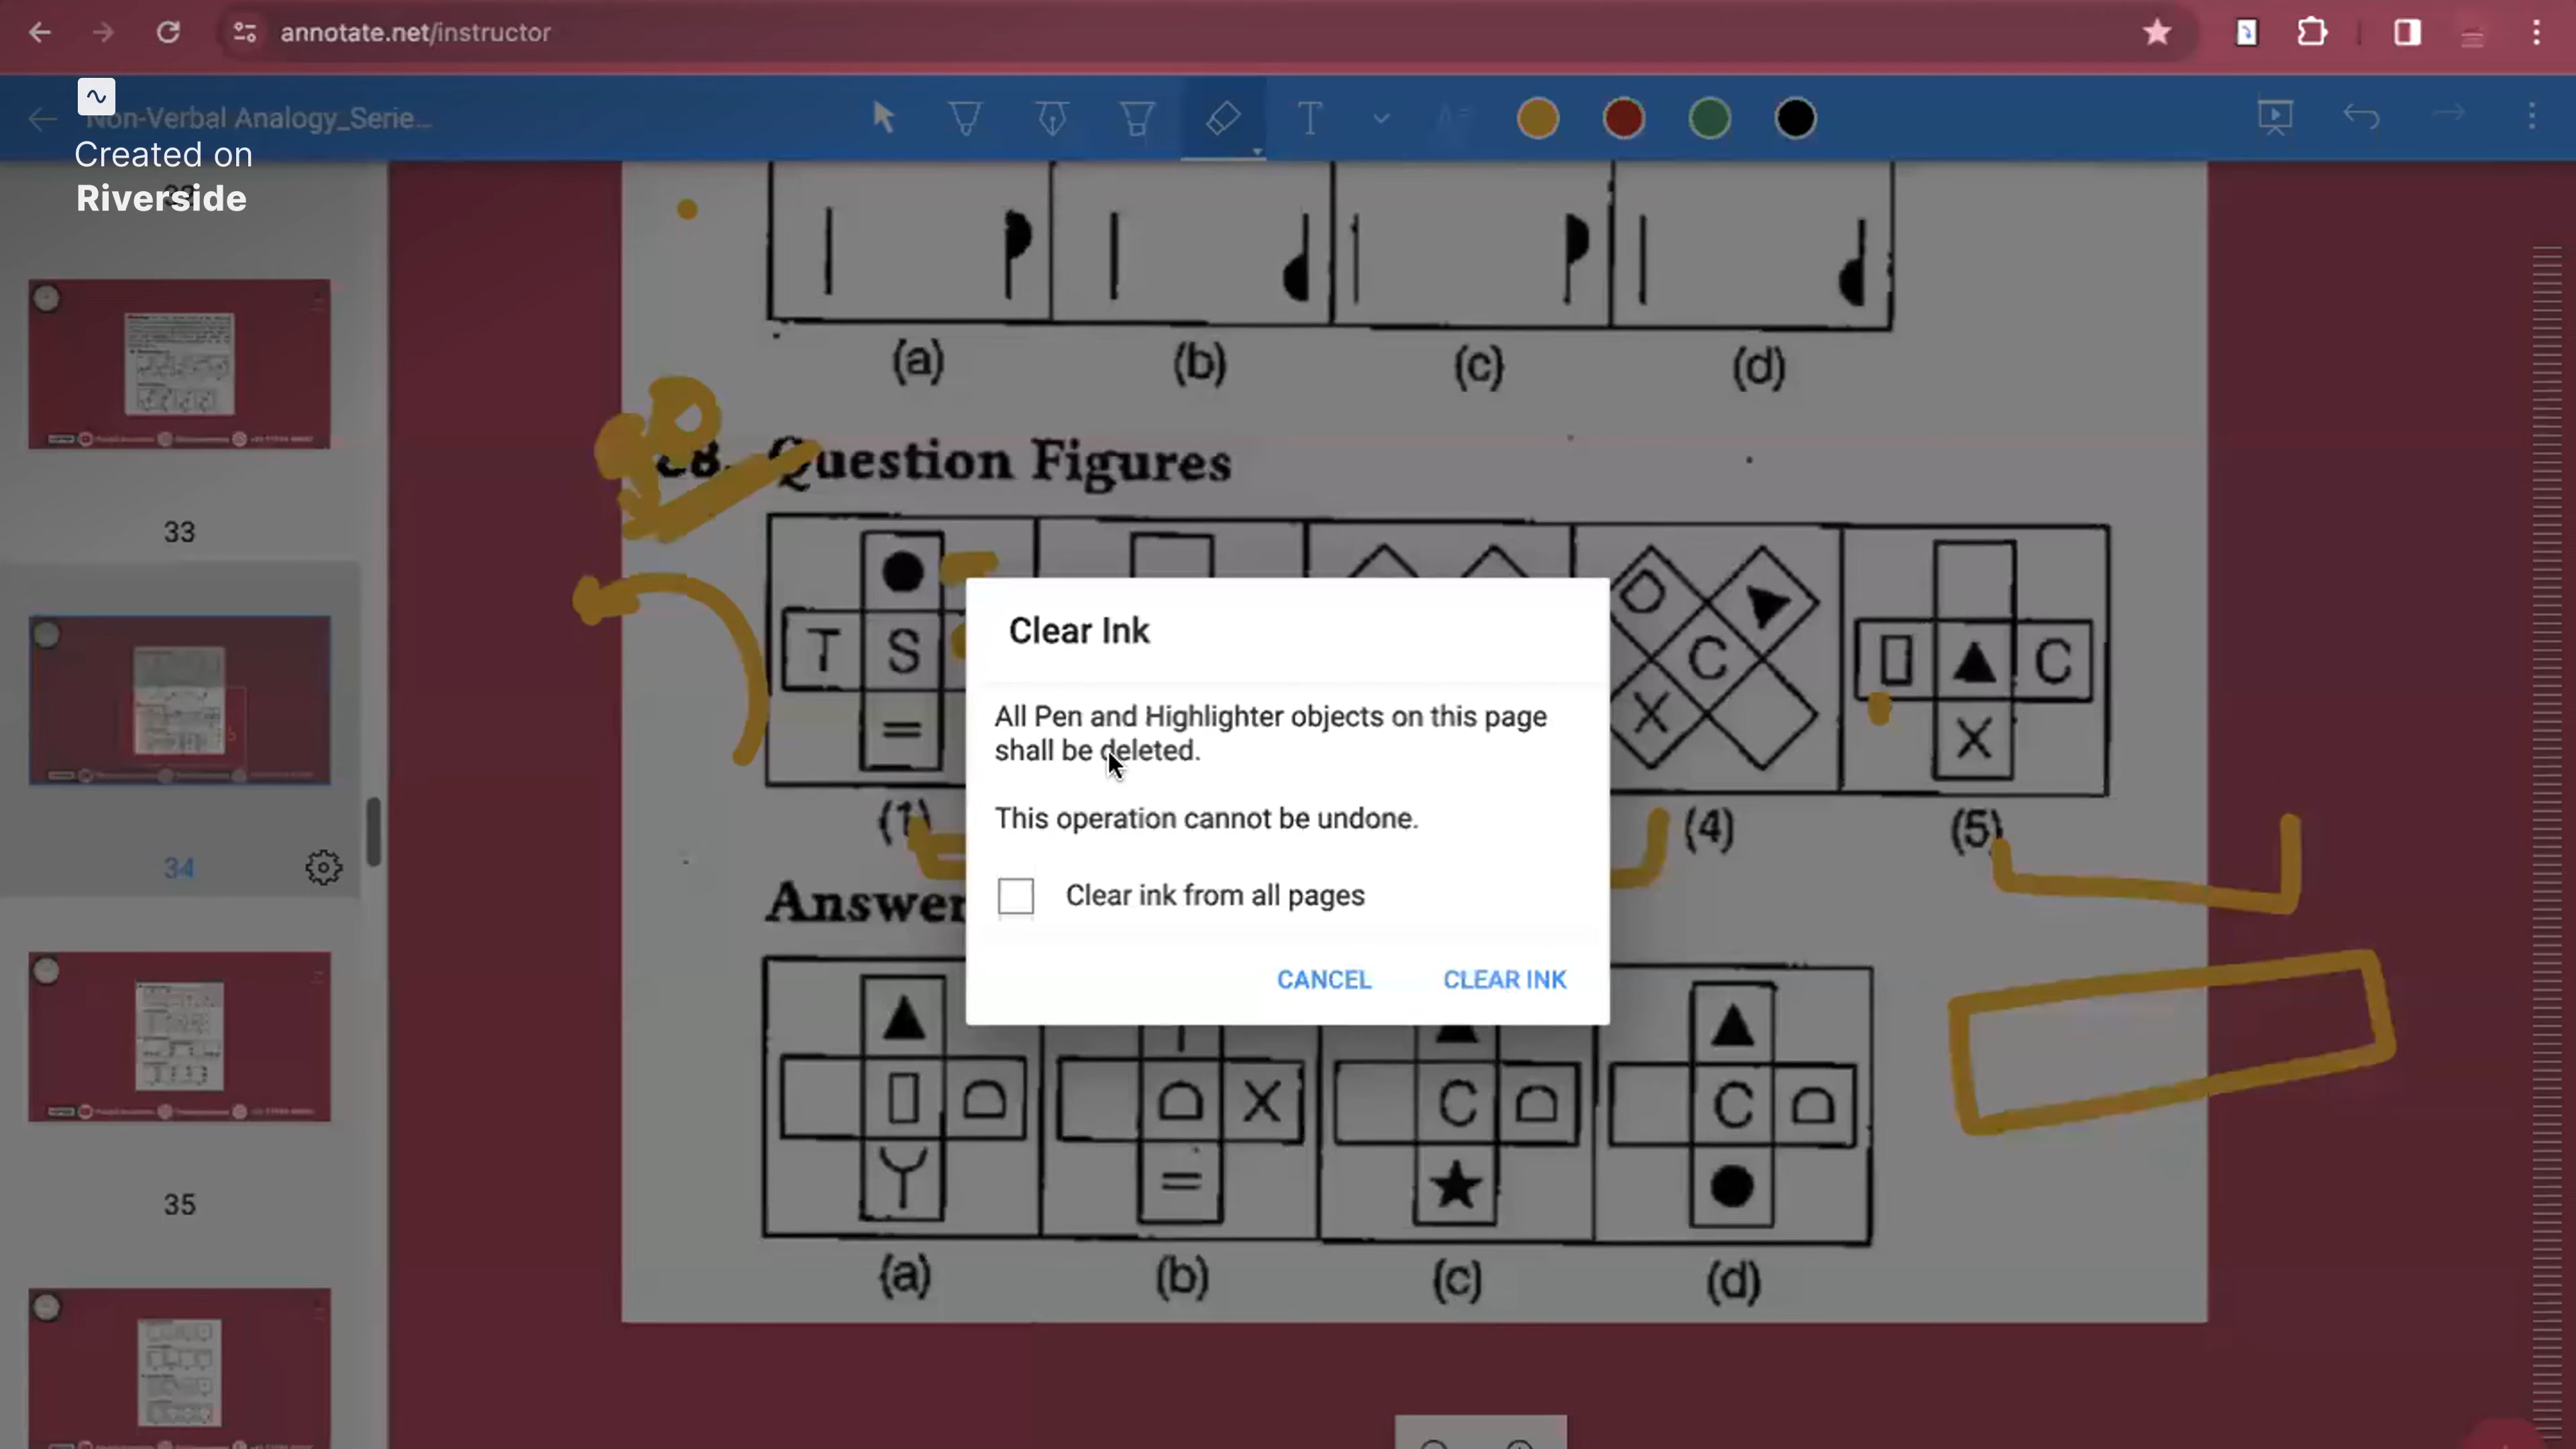 annotate.net/instructor
Non-Verbal Analogy_Serie...
Created on
Riverside
T
(a) (b) (c) (d)
Question Figures
T S
=
D
C
X
C
X
(1) (4) (5)
Clear Ink
All Pen and Highlighter objects on this page
shall be deleted.
This operation cannot be undone.
Clear ink from all pages
CANCEL CLEAR INK
Answer
D D X C D C D
Y =
(a) (b) (c) (d)
33
34
35